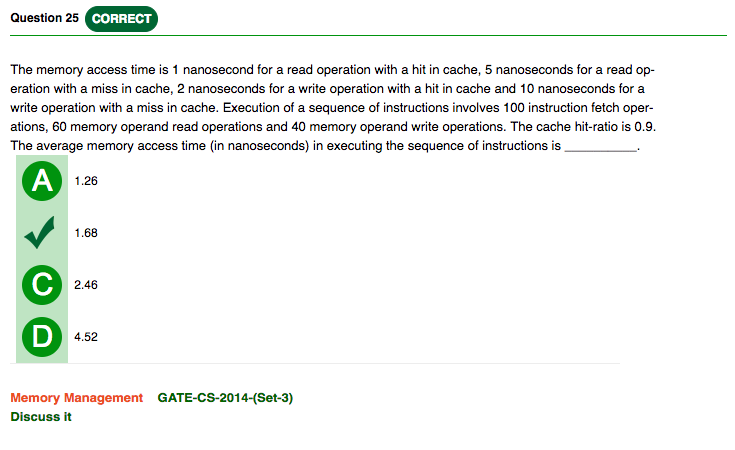 Question 25 CORRECT
The memory access time is 1 nanosecond for a read operation with a hit in cache, 5 nanoseconds for a read op-
eration with a miss in cache, 2 nanoseconds for a write operation with a hit in cache and 10 nanoseconds for a
write operation with a miss in cache. Execution of a sequence of instructions involves 100 instruction fetch oper-
ations, 60 memory operand read operations and 40 memory operand write operations. The cache hit-ratio is 0.9.
The average memory access time (in nanoseconds) in executing the sequence of instructions is __________.
A 1.26
1.68
C 2.46
D 4.52
Memory Management GATE-CS-2014-(Set-3)
Discuss it